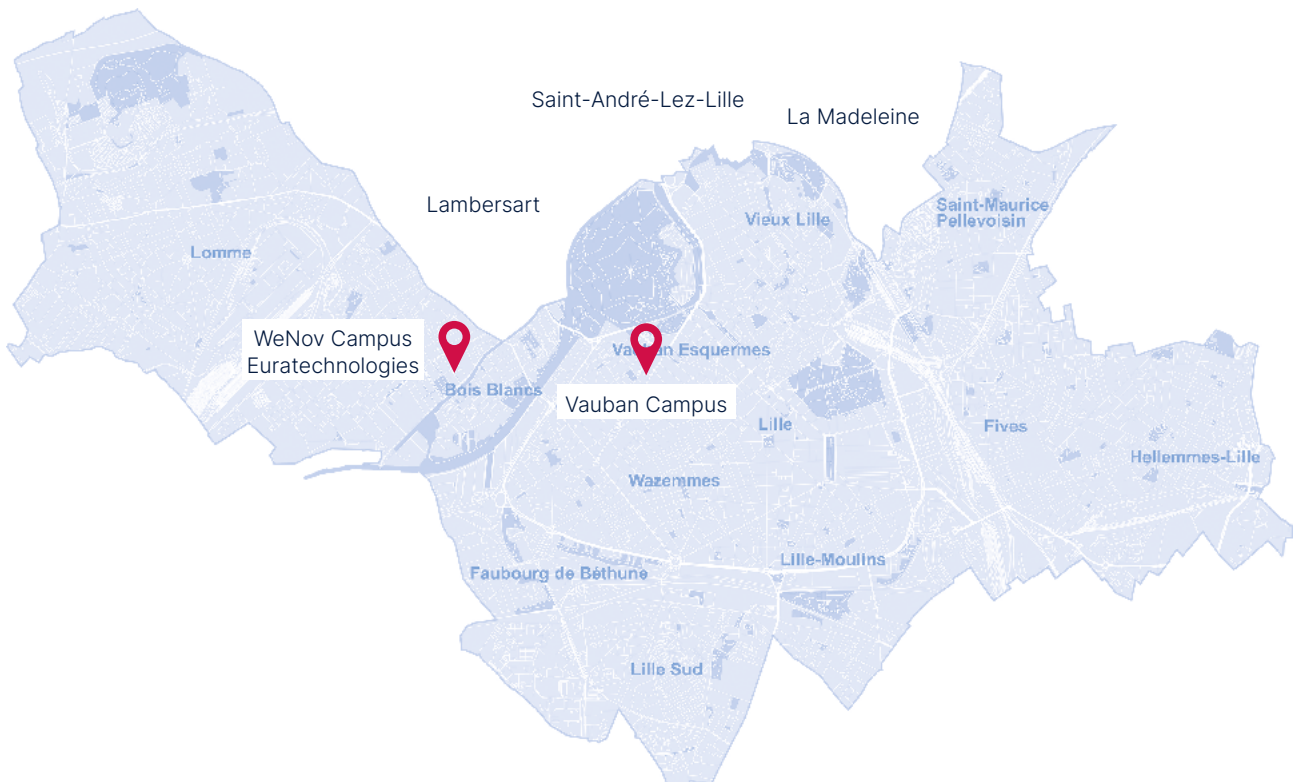 Saint-André-Lez-Lille
La Madeleine
Lambersart
Saint-Maurice
Pellevoisin
Vieux Lille
Lomme
WeNov Campus
Euratechnologies
Vauban Esquermes
Bois Blancs
Vauban Campus
Lille
Fives
Hellemmes-Lille
Wazemmes
Lille-Moulins
Faubourg de Béthune
Lille Sud